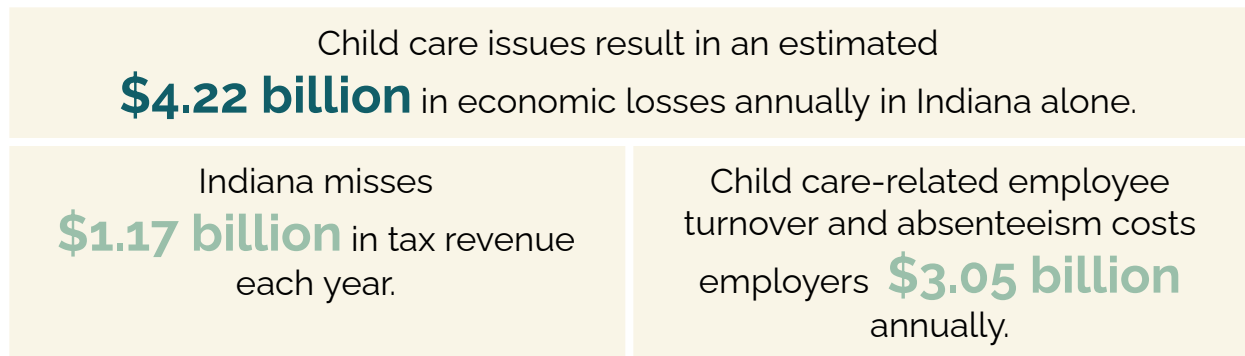 Child care issues result in an estimated
$4.22 billion in economic losses annually in Indiana alone.
Indiana misses
$1.17 billion in tax revenue
each year.
Child care-related employee
turnover and absenteeism costs
employers $3.05 billion
annually.